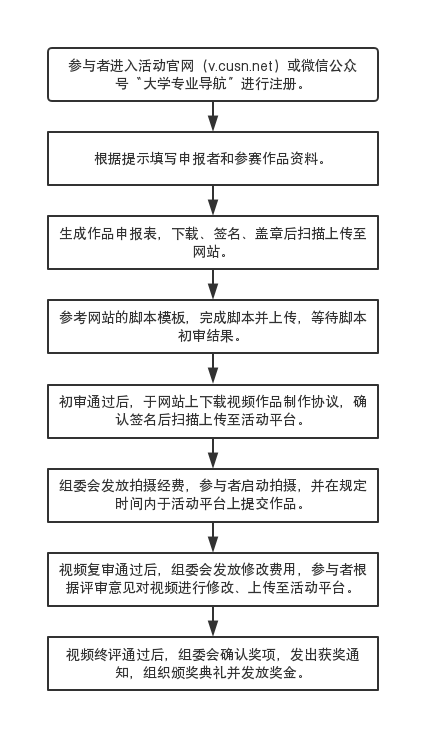 参与者进入活动官网（v.cusn.net）或微信公众
号“大学专业导航”进行注册。
根据提示填写申报者和参赛作品资料。
生成作品申报表，下载、签名、盖章后扫描上传至
网站。
参考网站的脚本模板，完成脚本并上传，等待脚本
初审结果。
初审通过后，于网站上下载视频作品制作协议，确
认签名后扫描上传至活动平台。
组委会发放拍摄经费，参与者启动拍摄，并在规定
时间内于活动平台上提交作品。
视频复审通过后，组委会发放修改费用，参与者根
据评审意见对视频进行修改、上传至活动平台。
视频终评通过后，组委会确认奖项，发出获奖通
知，组织颁奖典礼并发放奖金。